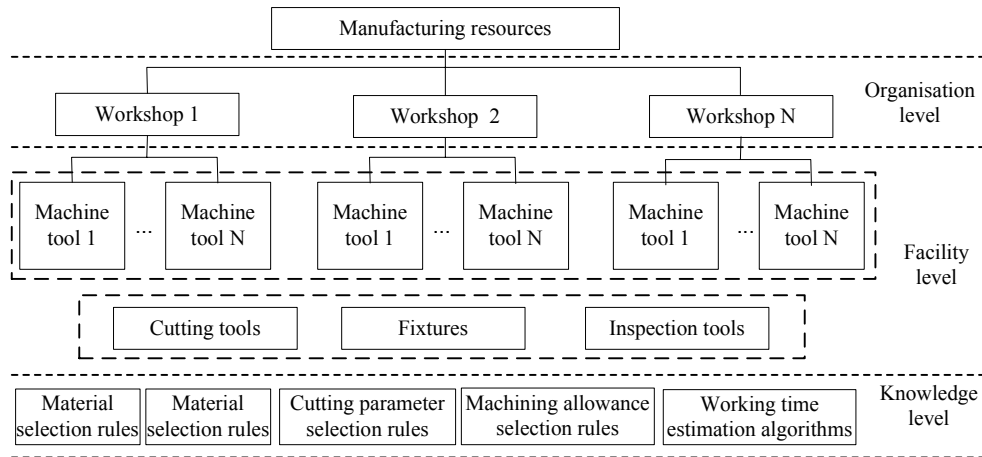 Manufacturing resources
Organisation
level
Workshop 1
Workshop 2
Workshop N
Machine
tool 1
...
Machine
tool N
Machine
tool 1
...
Machine
tool N
Machine
tool 1
...
Machine
tool N
Facility
level
Cutting tools
Fixtures
Inspection tools
Knowledge
level
Material
selection rules
Material
selection rules
Cutting parameter
selection rules
Machining allowance
selection rules
Working time
estimation algorithms